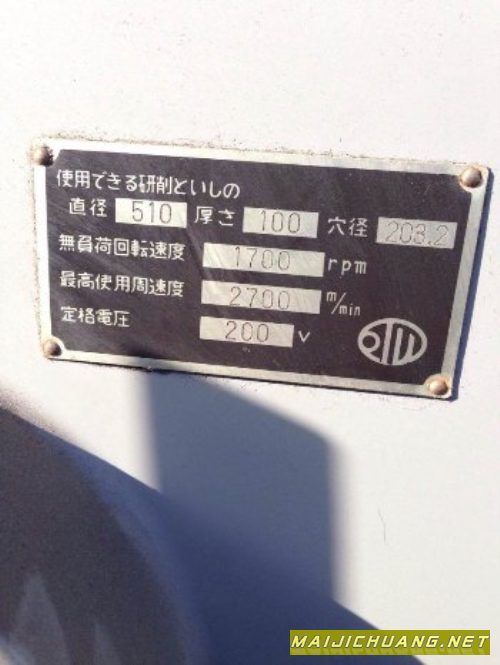 使用できる研削といしの
直径 510 厚さ 100 穴径 203.2
無負荷回転速度 1700 rpm
最高使用周速度 2700 m/min
定格電圧 200 V
MAIJICHUANG.NET